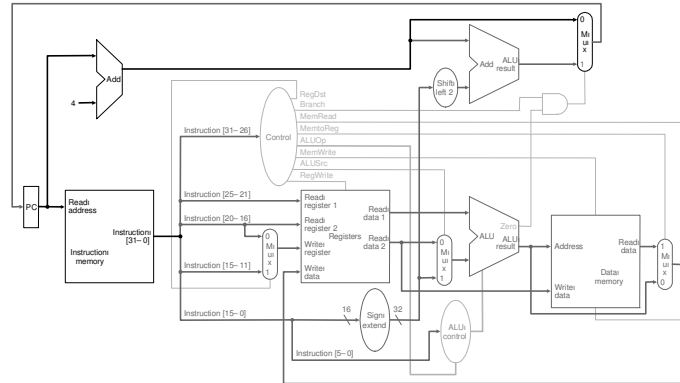 0
M
u
x
1
Add
4
Add
ALU
result
Shift
left 2
RegDst
Branch
MemRead
MemtoReg
ALUOp
MemWrite
ALUSrc
RegWrite
Control
Instruction [31–26]
Instruction [25–21]
Instruction [20–16]
Instruction [15–11]
Instruction [15–0]
Instruction [5–0]
PC
Read
address
Instruction
[31–0]
Instruction
memory
0
M
u
x
1
Read
register 1
Read
register 2
Write
register
Write
data
Registers
Read
data 1
Read
data 2
0
M
u
x
1
Zero
ALU
ALU
result
Address
Write
data
Read
data
Data
memory
1
M
u
x
0
16
Sign
extend
32
ALU
control